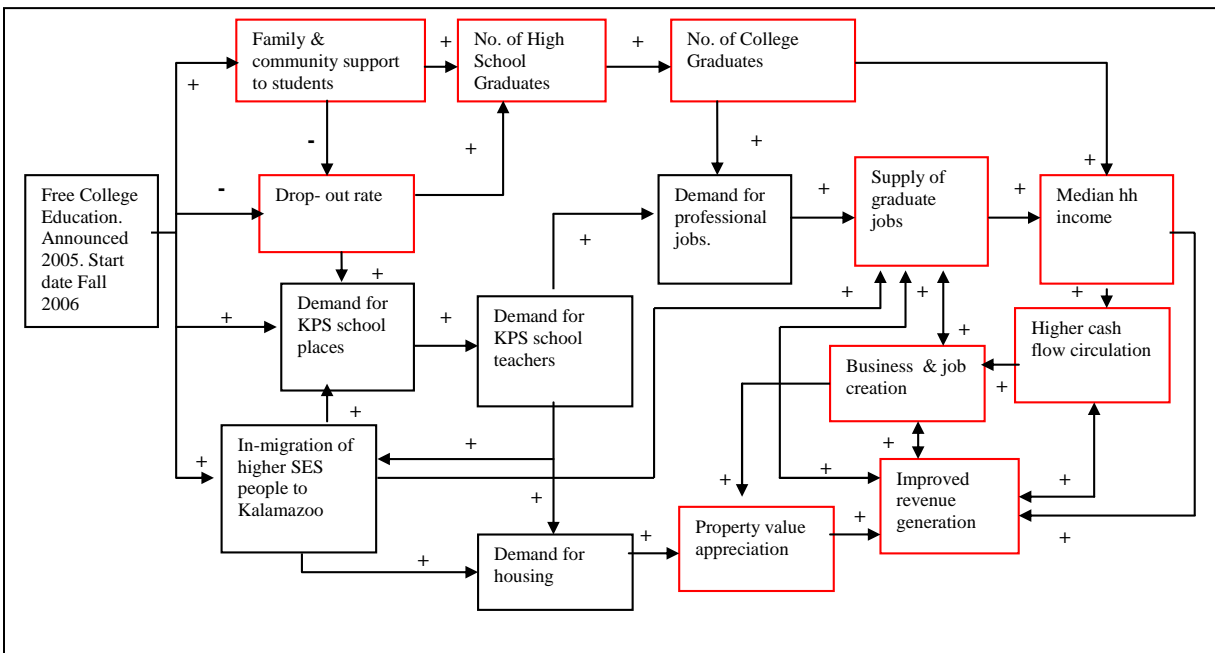 Family &
community support
to students
+
No. of High
School
Graduates
+
No. of College
Graduates
+
-
+
+
+
Free College
Education.
Announced
2005. Start
date Fall
2006
-
Drop- out rate
Demand for
professional
jobs.
+
Supply of
graduate
jobs
+
Median hh
income
+
+
Demand for
KPS school
places
+
+
Demand for
KPS school
teachers
+
+
+
+
Higher cash
flow circulation
Business & job
creation
+
+
In-migration of
higher SES
people to
Kalamazoo
+
+
+
+
+
+
Improved
revenue
generation
+
+
Demand for
housing
+
Property value
appreciation
+
+
+